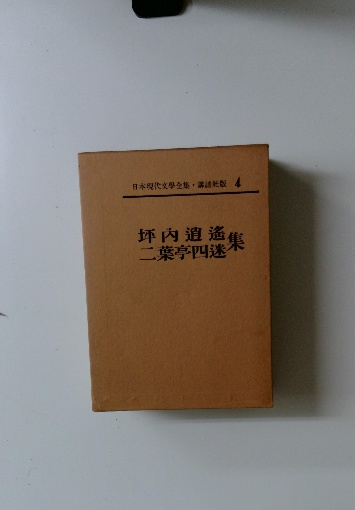 日本現代文學全集・講談社版 4
坪内逍遙
二葉亭四迷集